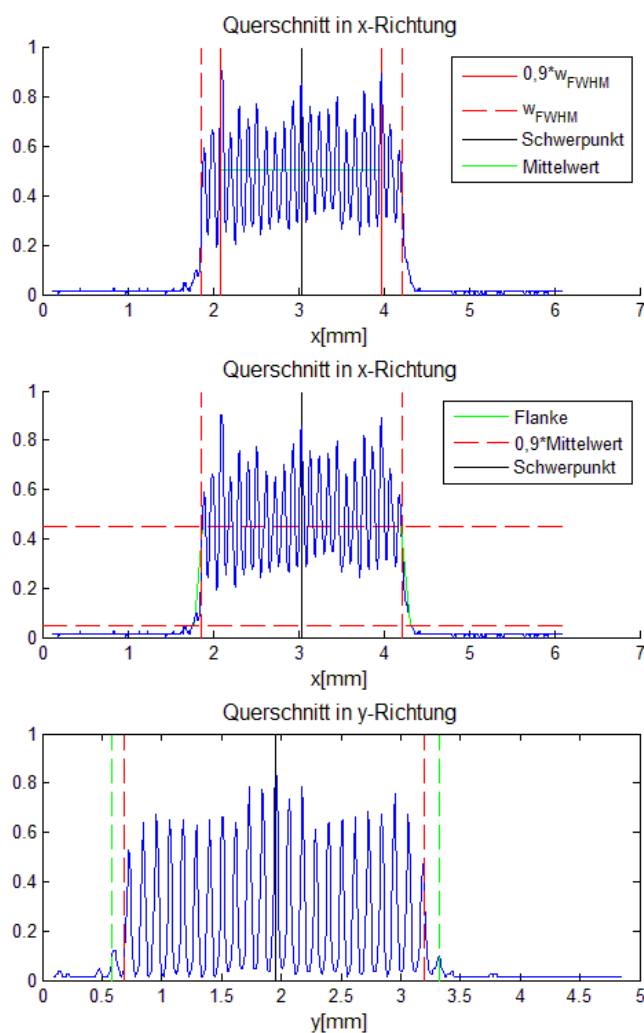 Querschnitt in x-Richtung
1
0.8
0.6
0.4
0.2
0
0 1 2 3 4 5 6 7
x[mm]
0,9*wFWHM
wFWHM
Schwerpunkt
Mittelwert
Querschnitt in x-Richtung
1
0.8
0.6
0.4
0.2
0
0 1 2 3 4 5 6 7
x[mm]
Flanke
0,9*Mittelwert
Schwerpunkt
Querschnitt in y-Richtung
1
0.8
0.6
0.4
0.2
0
0 0.5 1 1.5 2 2.5 3 3.5 4 4.5 5
y[mm]